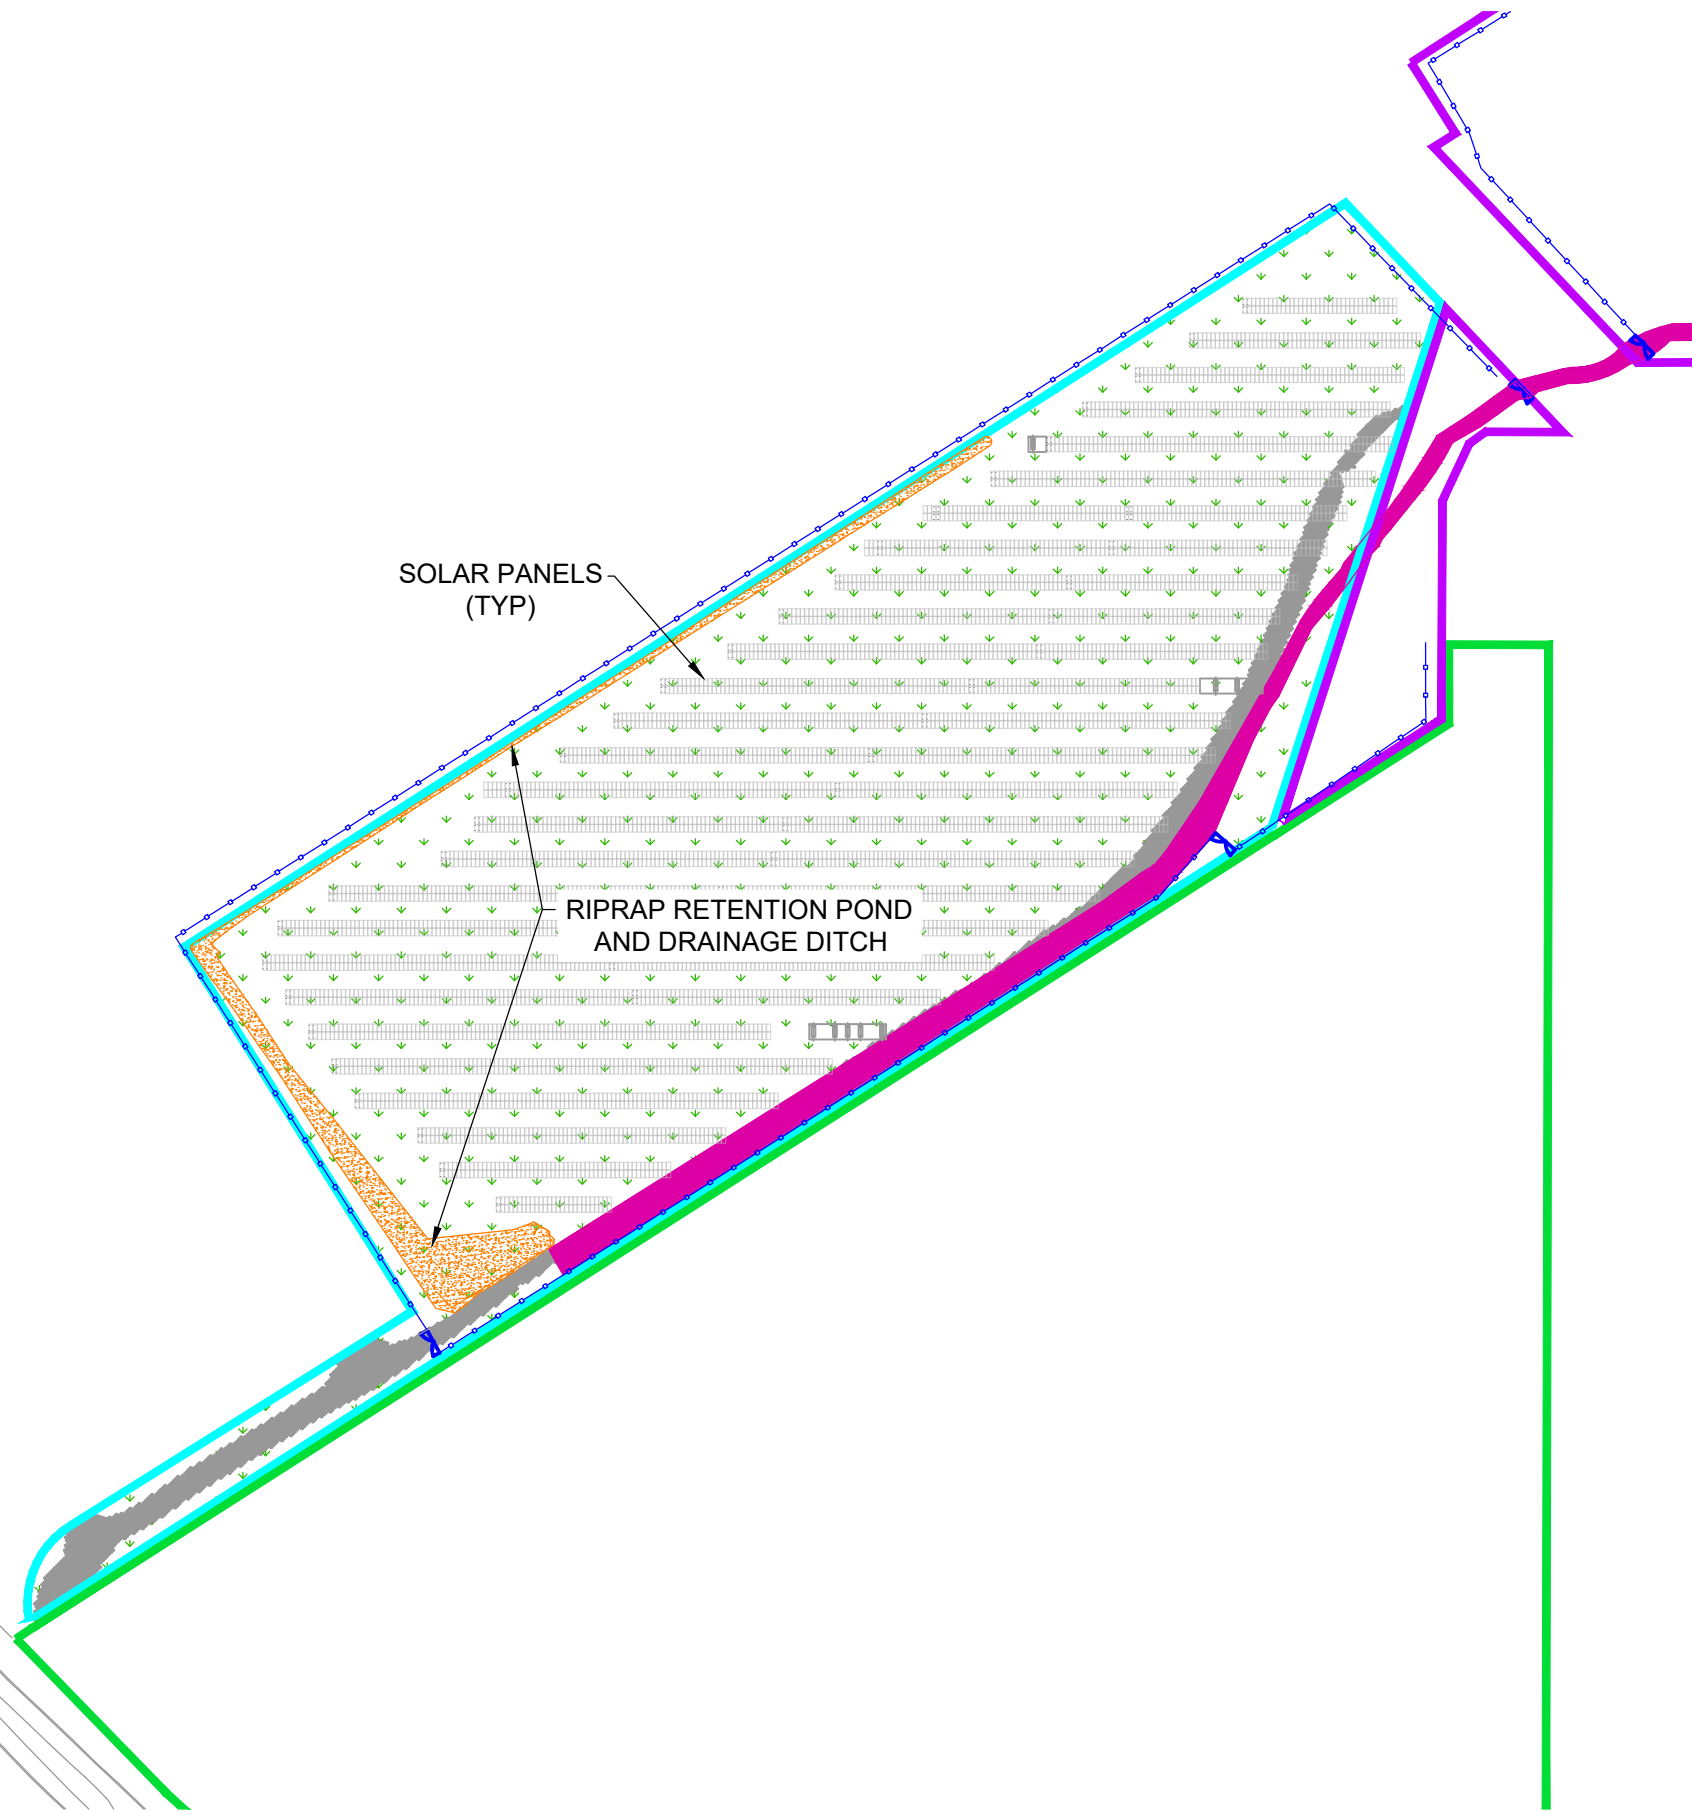 SOLAR PANELS
(TYP)
RIPRAP RETENTION POND
AND DRAINAGE DITCH